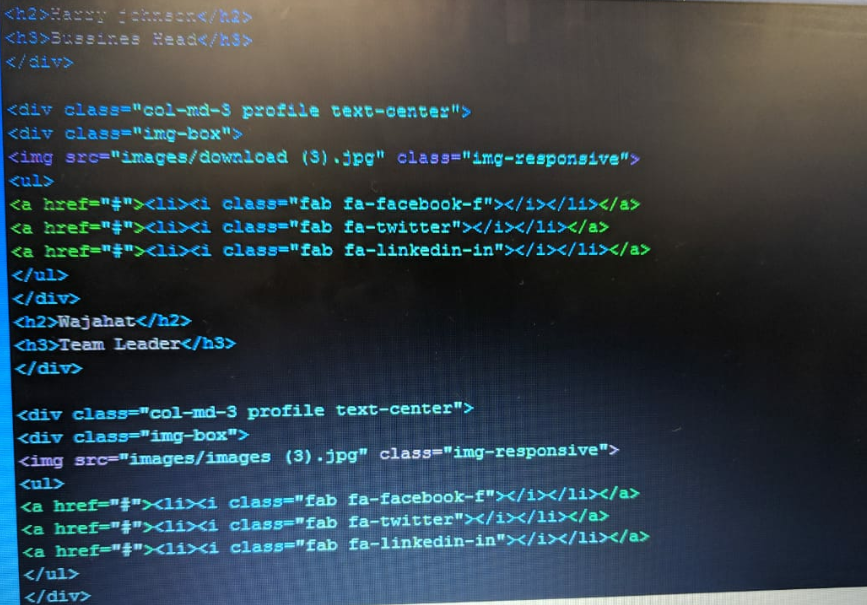 <h2>Harry johnson</h2>
<h3>Bussines Head</h3>
</div>
<div class="col-md-3 profile text-center">
<div class="img-box">
<img src="images/download (3).jpg" class="img-responsive">
<ul>
<a href="#"><li><i class="fab fa-facebook-f"></i></li></a>
<a href="#"><li><i class="fab fa-twitter"></i></li></a>
<a href="#"><li><i class="fab fa-linkedin-in"></i></li></a>
</ul>
</div>
<h2>Wajahat</h2>
<h3>Team Leader</h3>
</div>
<div class="col-md-3 profile text-center">
<div class="img-box">
<img src="images/images (3).jpg" class="img-responsive">
<ul>
<a href="#"><li><i class="fab fa-facebook-f"></i></li></a>
<a href="#"><li><i class="fab fa-twitter"></i></li></a>
<a href="#"><li><i class="fab fa-linkedin-in"></i></li></a>
</ul>
</div>